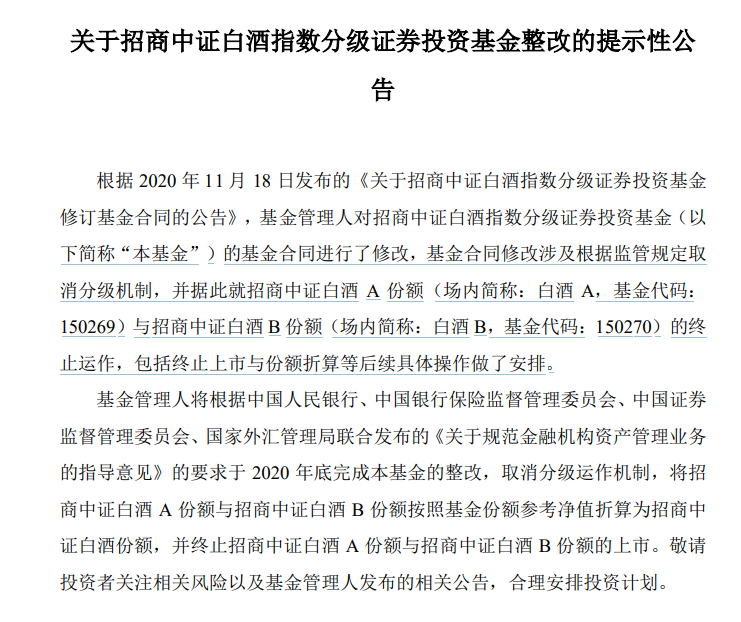 关于招商中证白酒指数分级证券投资基金整改的提示性公
告
根据 2020 年 11 月 18 日发布的《关于招商中证白酒指数分级证券投资基金
修订基金合同的公告》，基金管理人对招商中证白酒指数分级证券投资基金（以
下简称“本基金”）的基金合同进行了修改，基金合同修改涉及根据监管规定取
消分级机制，并据此就招商中证白酒 A 份额（场内简称：白酒 A，基金代码：
150269）与招商中证白酒 B 份额（场内简称：白酒 B，基金代码：150270）的终
止运作，包括终止上市与份额折算等后续具体操作做了安排。
基金管理人将根据中国人民银行、中国银行保险监督管理委员会、中国证券
监督管理委员会、国家外汇管理局联合发布的《关于规范金融机构资产管理业务
的指导意见》的要求于 2020 年底完成本基金的整改，取消分级运作机制，将招
商中证白酒 A 份额与招商中证白酒 B 份额按照基金份额参考净值折算为招商中
证白酒份额，并终止招商中证白酒 A 份额与招商中证白酒 B 份额的上市。敬请
投资者关注相关风险以及基金管理人发布的相关公告，合理安排投资计划。